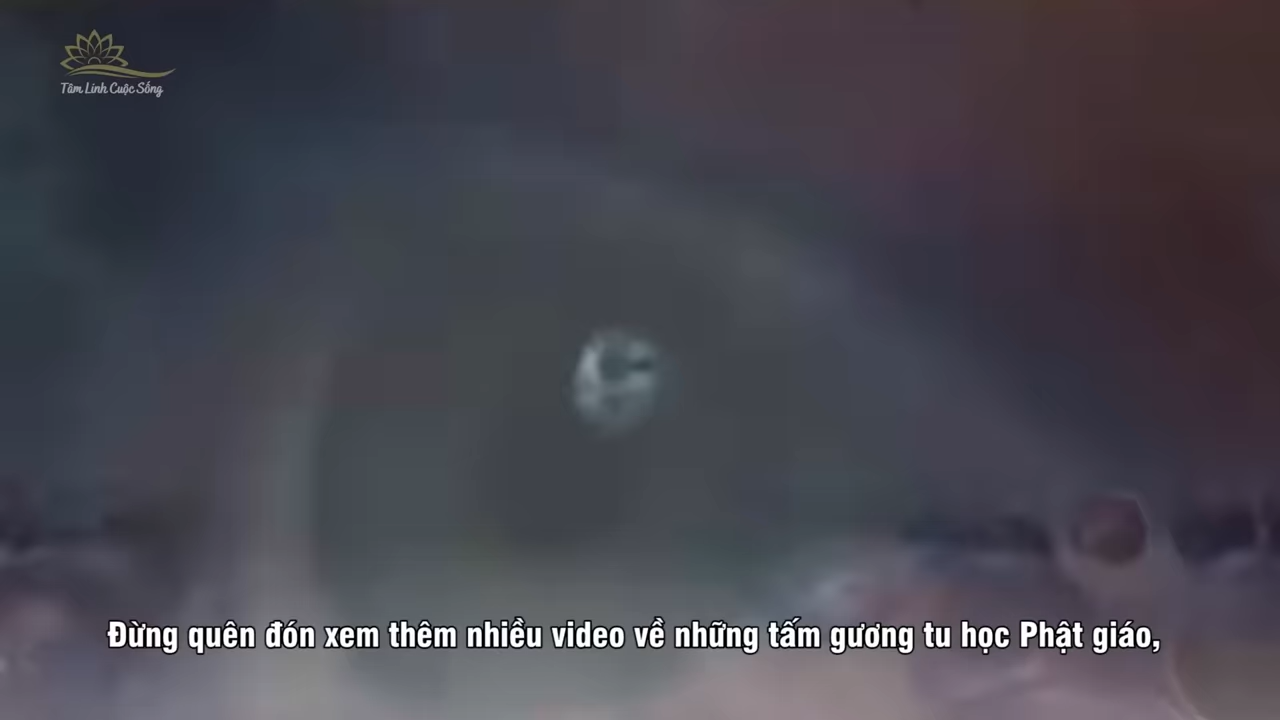 Tâm Linh Cuộc Sống
Đừng quên đón xem thêm nhiều video về những tấm gương tu học Phật giáo,